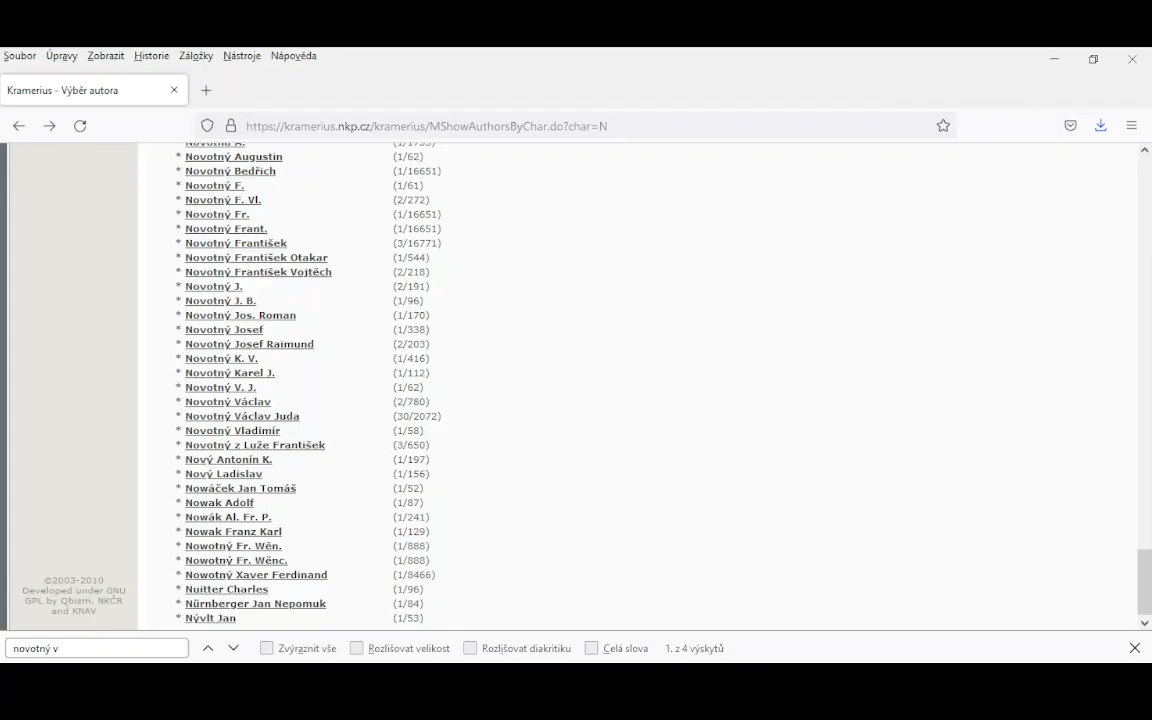 Soubor Úpravy Zobrazit Historie Záložky Nástroje Nápověda
Kramerius - Výběr autora
https://kramerius.nkp.cz/kramerius/MShowAuthorsByChar.do?char=N
* Novotný Augustin (1/62)
* Novotný Bedřich (1/16651)
* Novotný F. (1/61)
* Novotný F. Vl. (2/272)
* Novotný Fr. (1/16651)
* Novotný Frant. (1/16651)
* Novotný František (3/16771)
* Novotný František Otakar (1/544)
* Novotný František Vojtěch (2/218)
* Novotný J. (2/191)
* Novotný J. B. (1/96)
* Novotný Jos. Roman (1/170)
* Novotný Josef (1/338)
* Novotný Josef Raimund (2/203)
* Novotný K. V. (1/416)
* Novotný Karel J. (1/112)
* Novotný V. J. (1/62)
* Novotný Václav (2/780)
* Novotný Václav Juda (30/2072)
* Novotný Vladimír (1/58)
* Novotný z Luže František (3/650)
* Nový Antonín K. (1/197)
* Nový Ladislav (1/156)
* Nowáček Jan Tomáš (1/52)
* Nowak Adolf (1/87)
* Nowák Al. Fr. P. (1/241)
* Nowak Franz Karl (1/129)
* Nowotný Fr. Wěn. (1/888)
* Nowotný Fr. Wěnc. (1/888)
* Nowotný Xaver Ferdinand (1/8466)
* Nuitter Charles (1/96)
* Nürnberger Jan Nepomuk (1/84)
* Nývlt Jan (1/53)
©2003-2010
Developed under GNU
GPL by Qbizm, NKČR
and KNAV
novotný v Zvýraznit vše Rozlišovat velikost Rozlišovat diakritiku Celá slova 1. z 4 výskytů